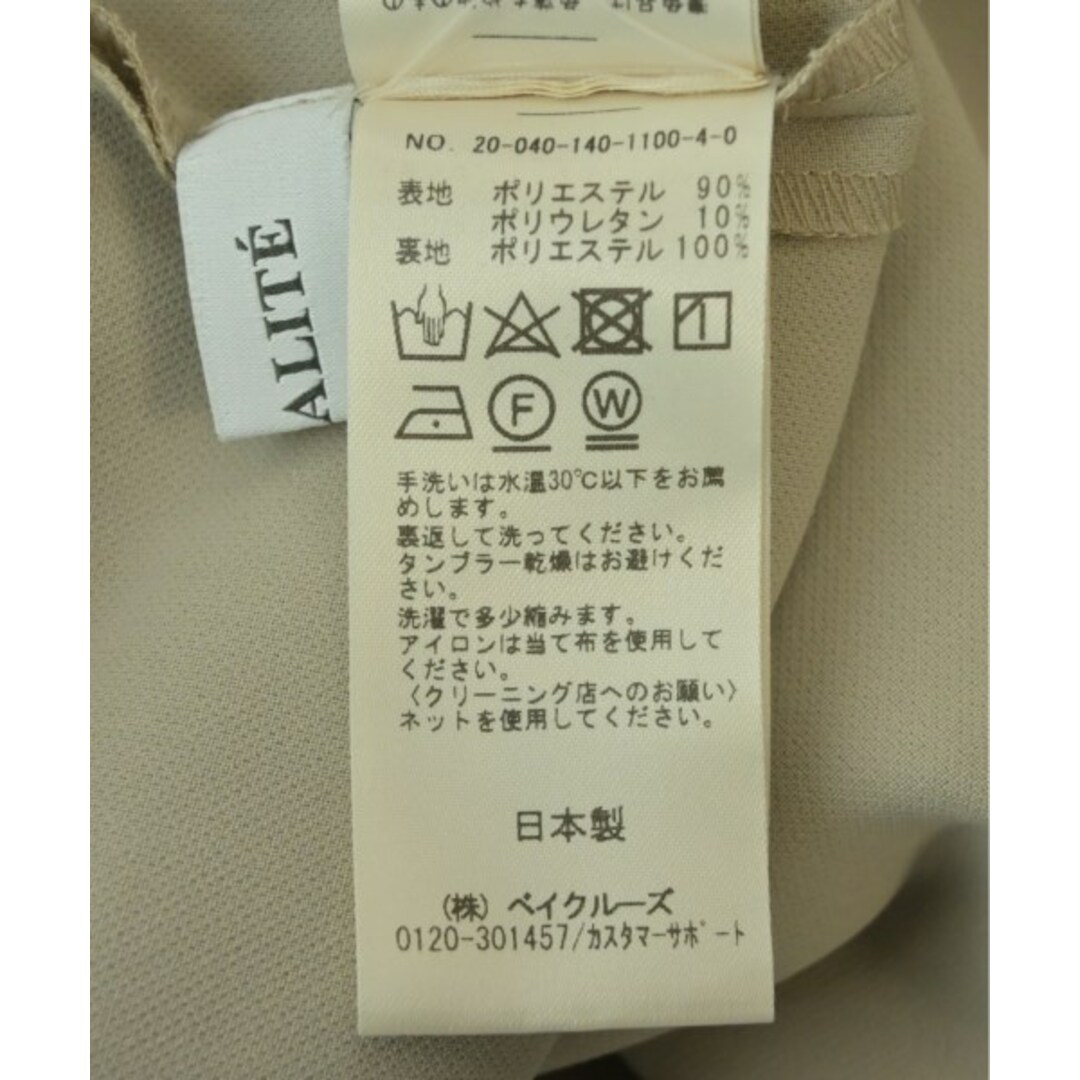 NO. 20-040-140-1100-4-0
表地 ポリエステル 90%
ポリウレタン 10%
裏地 ポリエステル 100%
F W
手洗いは水温30℃以下をお薦
めします。
裏返して洗ってください。
タンブラー乾燥はお避けくだ
さい。
洗濯で多少縮みます。
アイロンは当て布を使用して
ください。
〈クリーニング店へのお願い〉
ネットを使用してください。
日本製
(株) ベイクルーズ
0120-301457/カスタマーサポート
ALITÉ